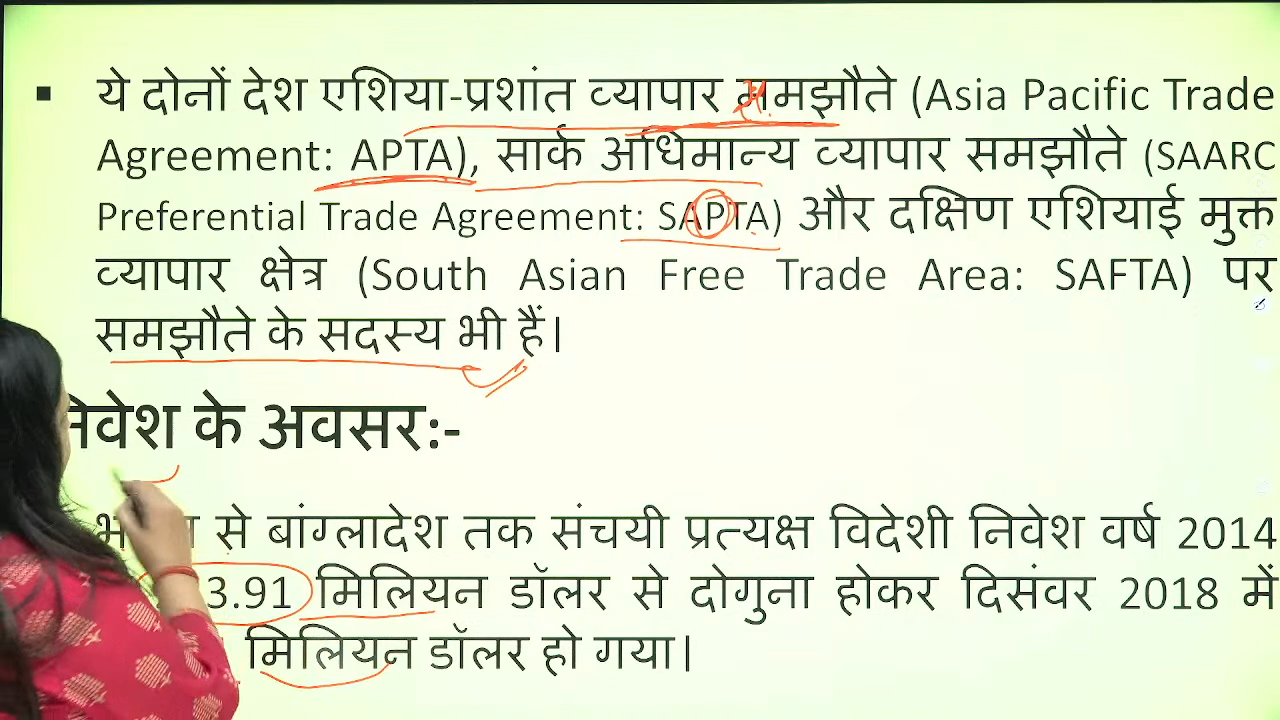 ▪ ये दोनों देश एशिया-प्रशांत व्यापार समझौते (Asia Pacific Trade
Agreement: APTA), सार्क अधिमान्य व्यापार समझौते (SAARC
Preferential Trade Agreement: SAPTA) और दक्षिण एशियाई मुक्त
व्यापार क्षेत्र (South Asian Free Trade Area: SAFTA) पर
समझौते के सदस्य भी हैं।
निवेश के अवसर:-
से बांग्लादेश तक संचयी प्रत्यक्ष विदेशी निवेश वर्ष 2014
3.91 मिलियन डॉलर से दोगुना होकर दिसंबर 2018 में
मिलियन डॉलर हो गया।